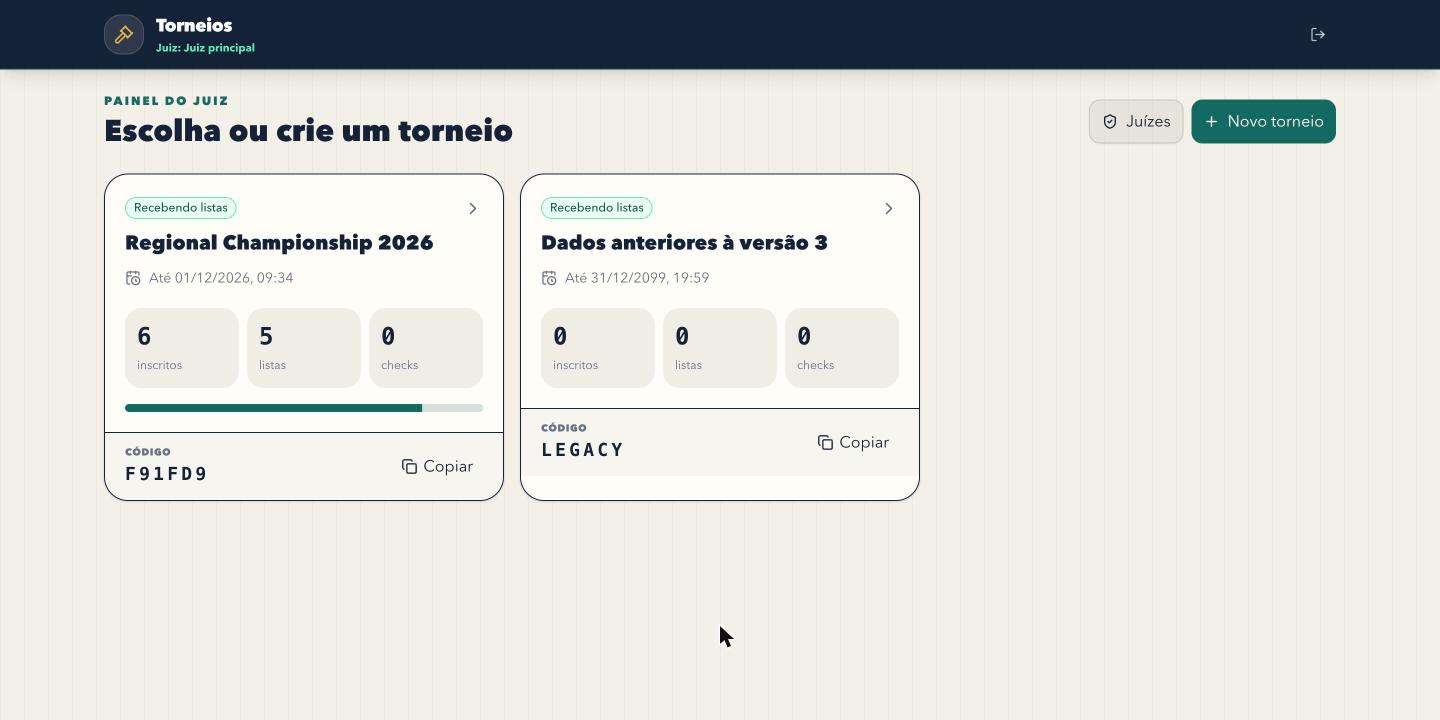 Torneios
Juiz: Juiz principal
PAINEL DO JUIZ
Escolha ou crie um torneio
Juízes
Novo torneio
Recebendo listas
Regional Championship 2026
Até 01/12/2026, 09:34
6
inscritos
5
listas
0
checks
CÓDIGO
F91FD9
Copiar
Recebendo listas
Dados anteriores à versão 3
Até 31/12/2099, 19:59
0
inscritos
0
listas
0
checks
CÓDIGO
LEGACY
Copiar